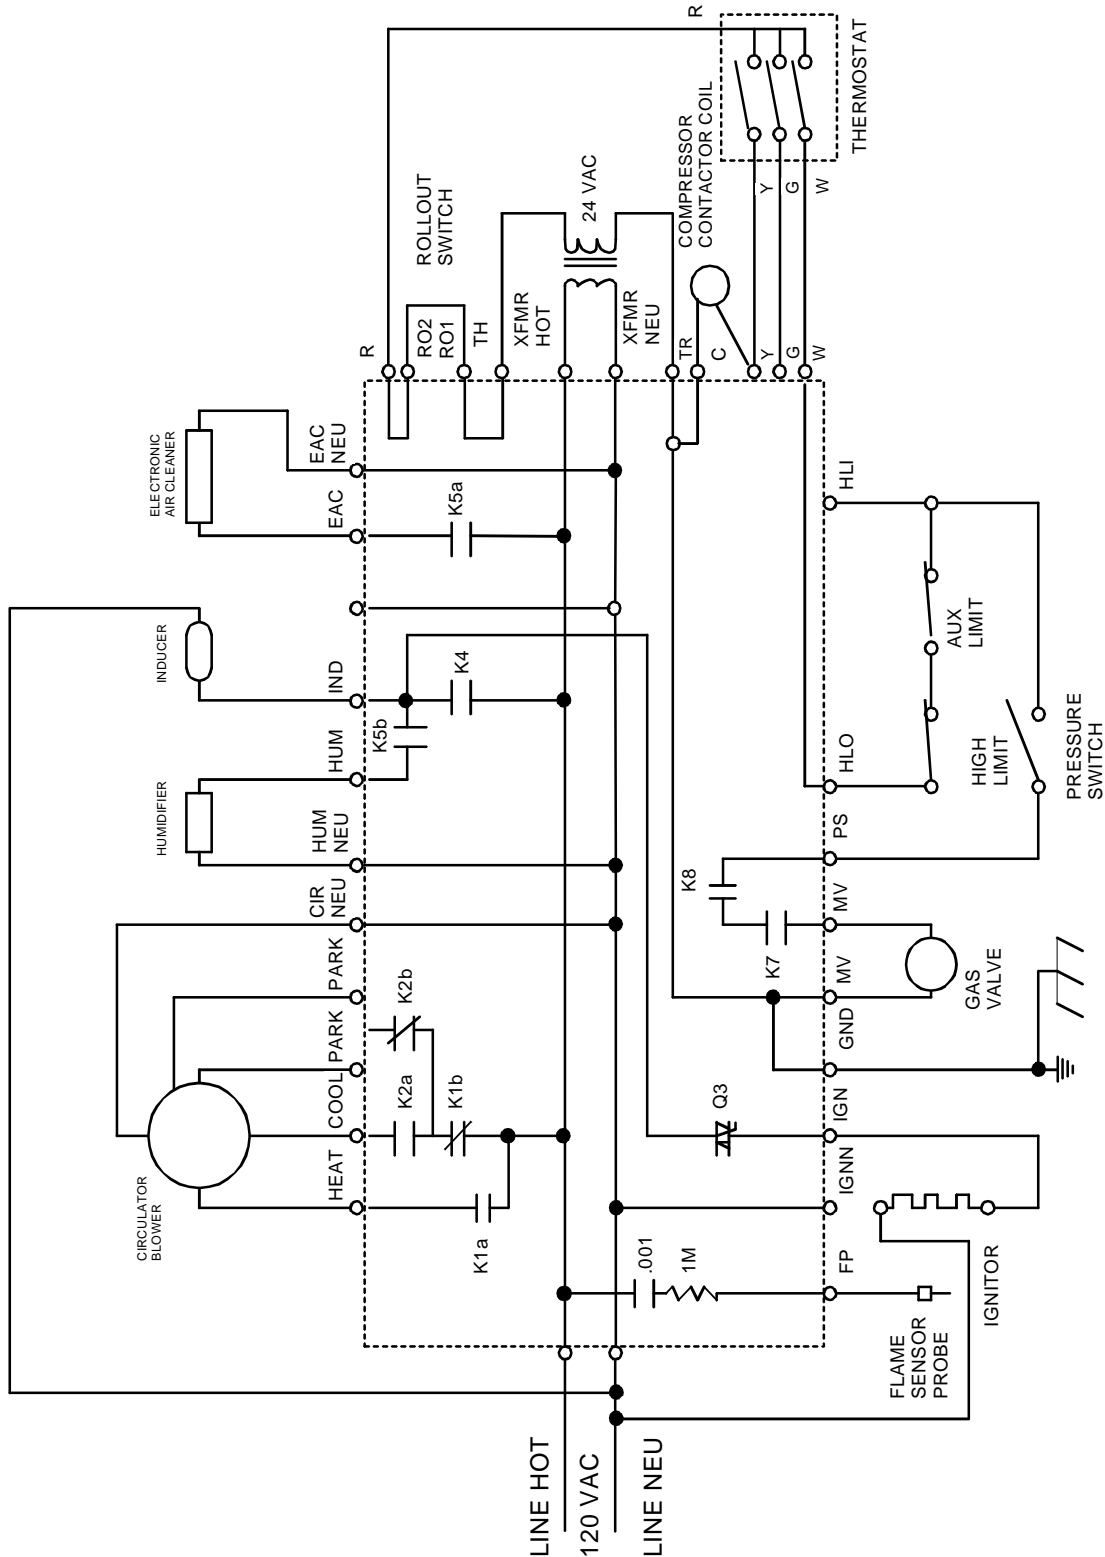 LINE HOT
120 VAC
LINE NEU
CIRCULATOR
BLOWER
HUMIDIFIER
INDUCER
ELECTRONIC
AIR CLEANER
HEAT
COOL
PARK
PARK
CIR
NEU
HUM
NEU
HUM
IND
EAC
EAC
NEU
R
RO2
RO1
TH
XFMR
HOT
XFMR
NEU
TR
C
Y
G
W
ROLLOUT
SWITCH
24 VAC
COMPRESSOR
CONTACTOR COIL
R
Y
G
W
THERMOSTAT
K1a
K2a
K1b
K2b
K5b
K4
K5a
.001
1M
Q3
K7
K8
FP
IGNN
IGN
GND
MV
MV
PS
HLO
HLI
FLAME
SENSOR
PROBE
IGNITOR
GAS
VALVE
HIGH
LIMIT
AUX
LIMIT
PRESSURE
SWITCH